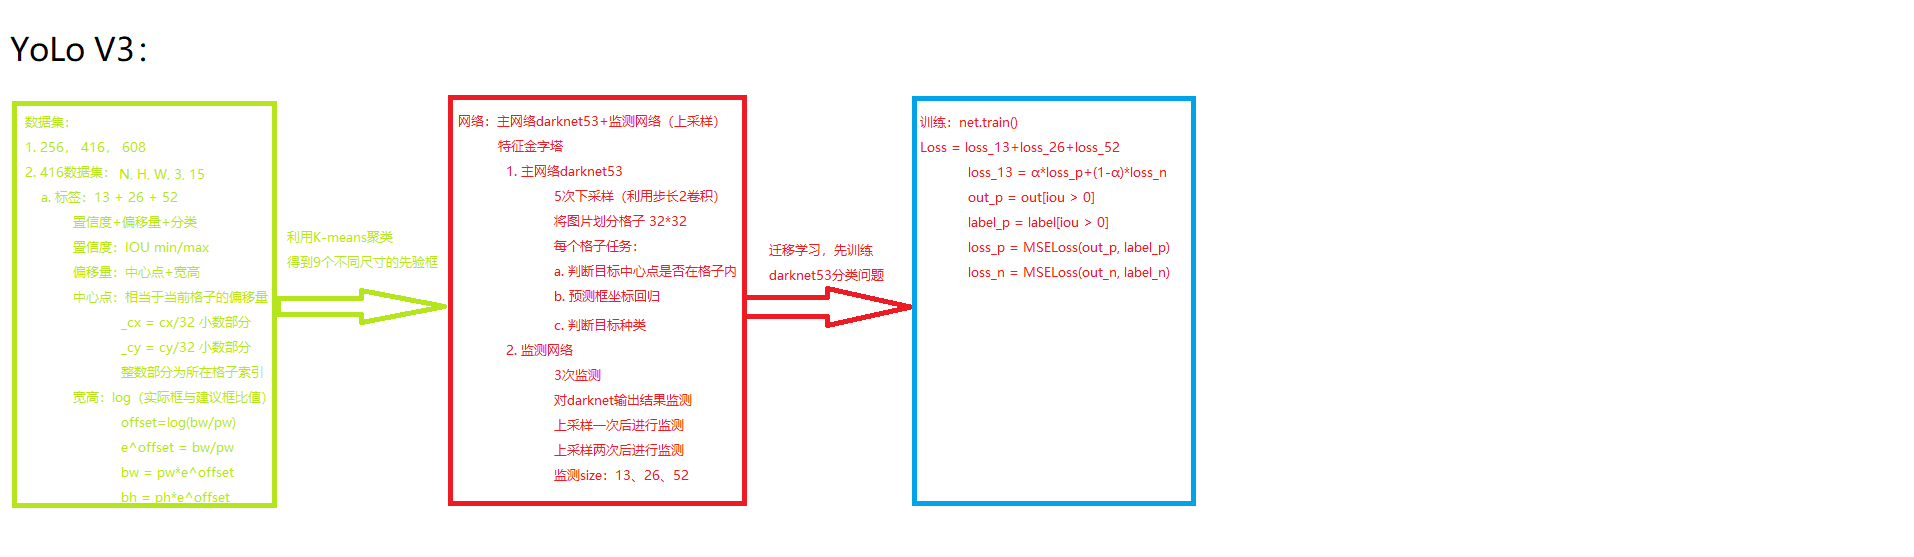 YoLo V3：
数据集：
1. 256， 416， 608
2. 416数据集： N, H, W, 3, 15
a. 标签：13 + 26 + 52
置信度+偏移量+分类
置信度：IOU min/max
偏移量：中心点+宽高
中心点：相当于当前格子的偏移量
_cx = cx/32 小数部分
_cy = cy/32 小数部分
整数部分为所在格子索引
宽高：log（实际框与建议框比值）
offset=log(bw/pw)
e^offset = bw/pw
bw = pw*e^offset
bh = ph*e^offset
利用K-means聚类
得到9个不同尺寸的先验框
网络：主网络darknet53+监测网络（上采样）
特征金字塔
1. 主网络darknet53
5次下采样（利用步长2卷积）
将图片划分格子 32*32
每个格子任务：
a. 判断目标中心点是否在格子内
b. 预测框坐标回归
c. 判断目标种类
2. 监测网络
3次监测
对darknet输出结果监测
上采样一次后进行监测
上采样两次后进行监测
监测size：13、26、52
迁移学习，先训练
darknet53分类问题
训练：net.train()
Loss = loss_13+loss_26+loss_52
loss_13 = α*loss_p+(1-α)*loss_n
out_p = out[iou > 0]
label_p = label[iou > 0]
loss_p = MSELoss(out_p, label_p)
loss_n = MSELoss(out_n, label_n)